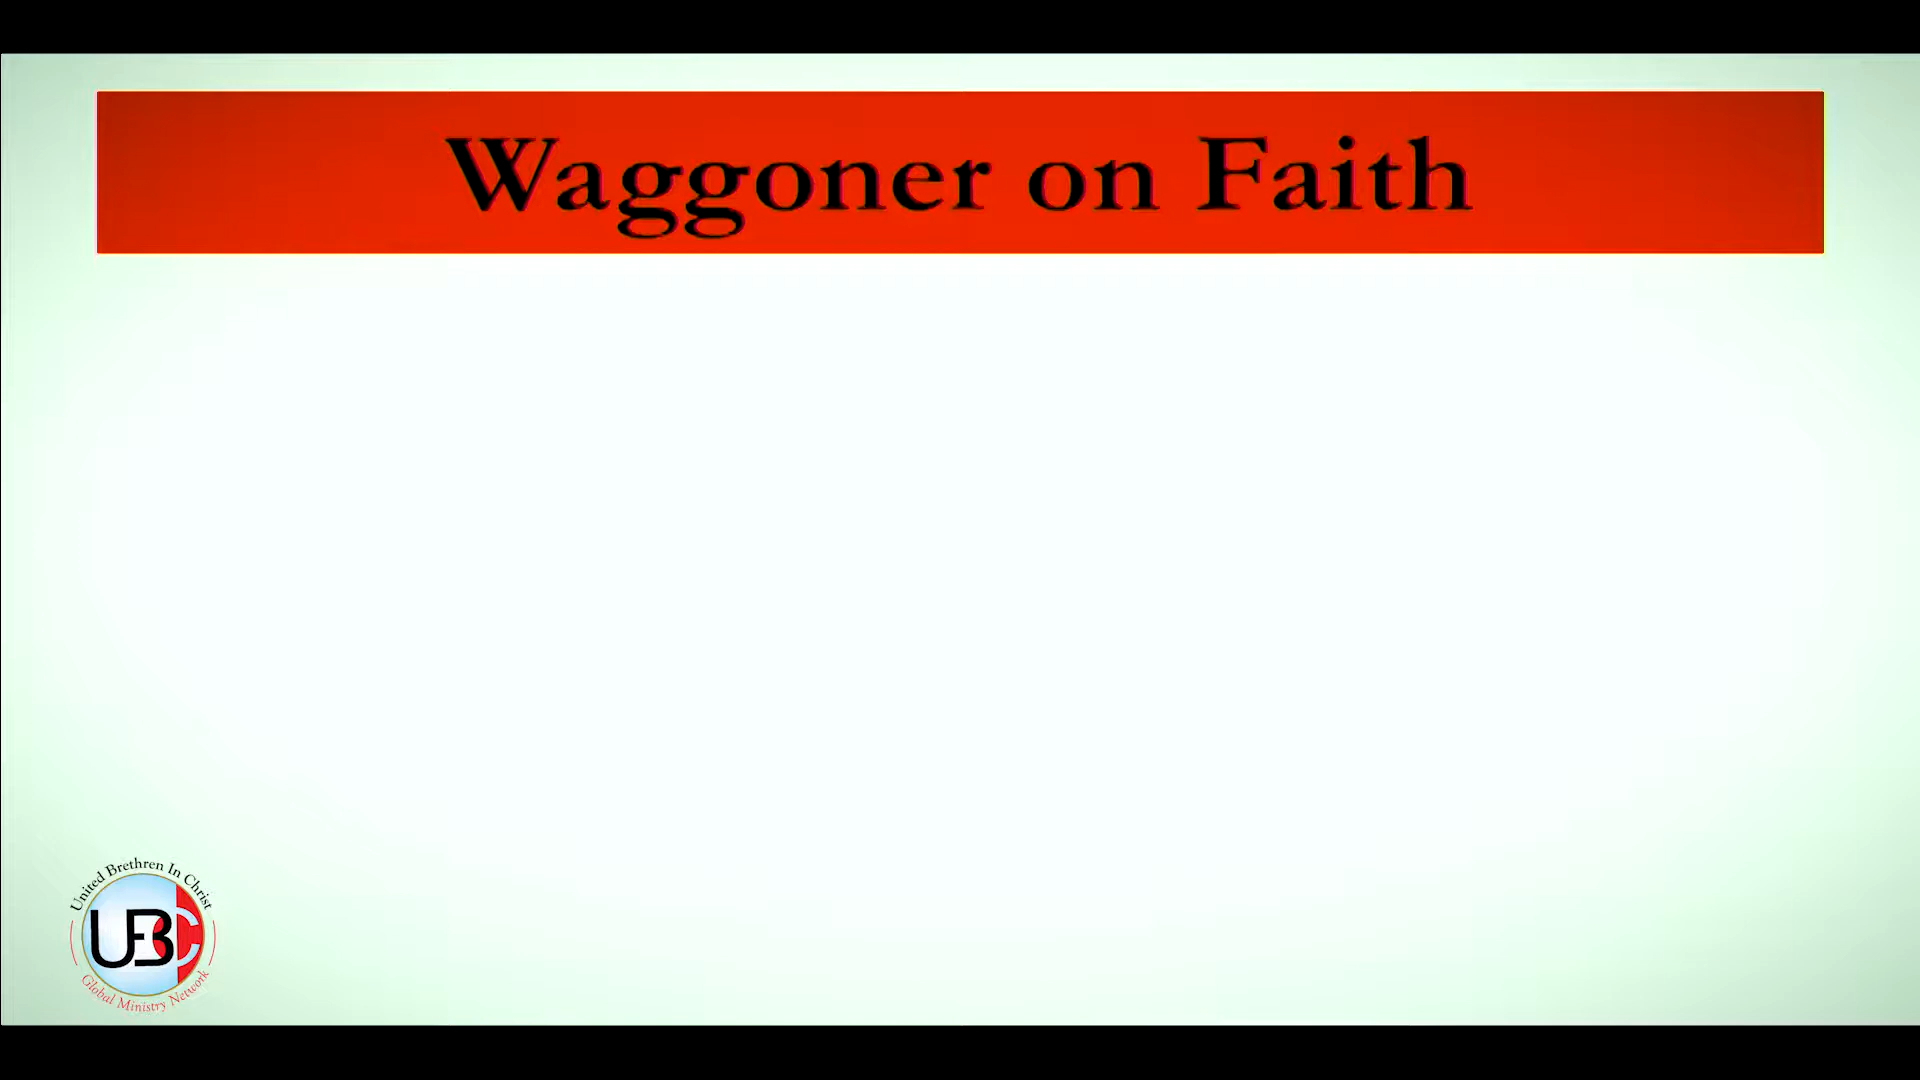 Waggoner on Faith
United Brethren In Christ
UBC
Global Ministry Network